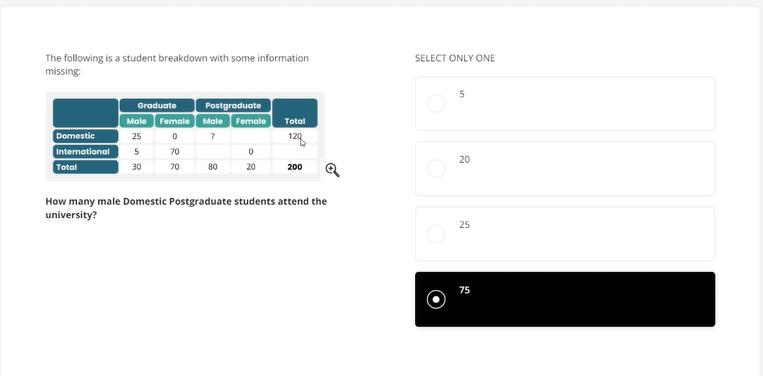 The following is a student breakdown with some information
missing:
Graduate Postgraduate
Male Female Male Female Total
Domestic 25 0 ? 120
International 5 70 0
Total 30 70 80 20 200
How many male Domestic Postgraduate students attend the
university?
SELECT ONLY ONE
5
20
25
75